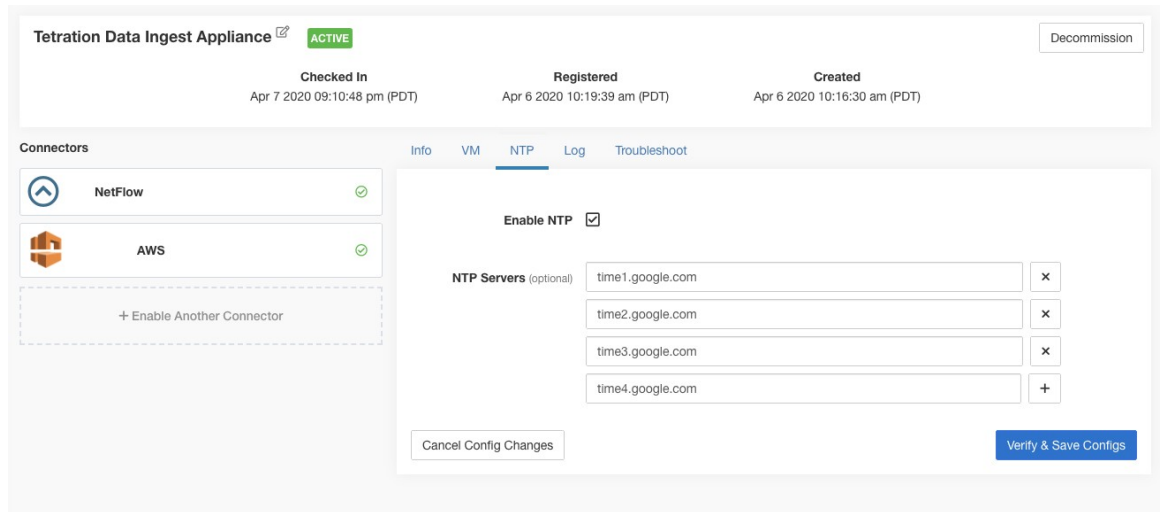 Tetration Data Ingest Appliance ACTIVE Decommission
Checked In Registered Created
Apr 7 2020 09:10:48 pm (PDT) Apr 6 2020 10:19:39 am (PDT) Apr 6 2020 10:16:30 am (PDT)
Connectors
NetFlow
AWS
+ Enable Another Connector
Info VM NTP Log Troubleshoot
Enable NTP
NTP Servers (optional) time1.google.com
time2.google.com
time3.google.com
time4.google.com
Cancel Config Changes Verify & Save Configs